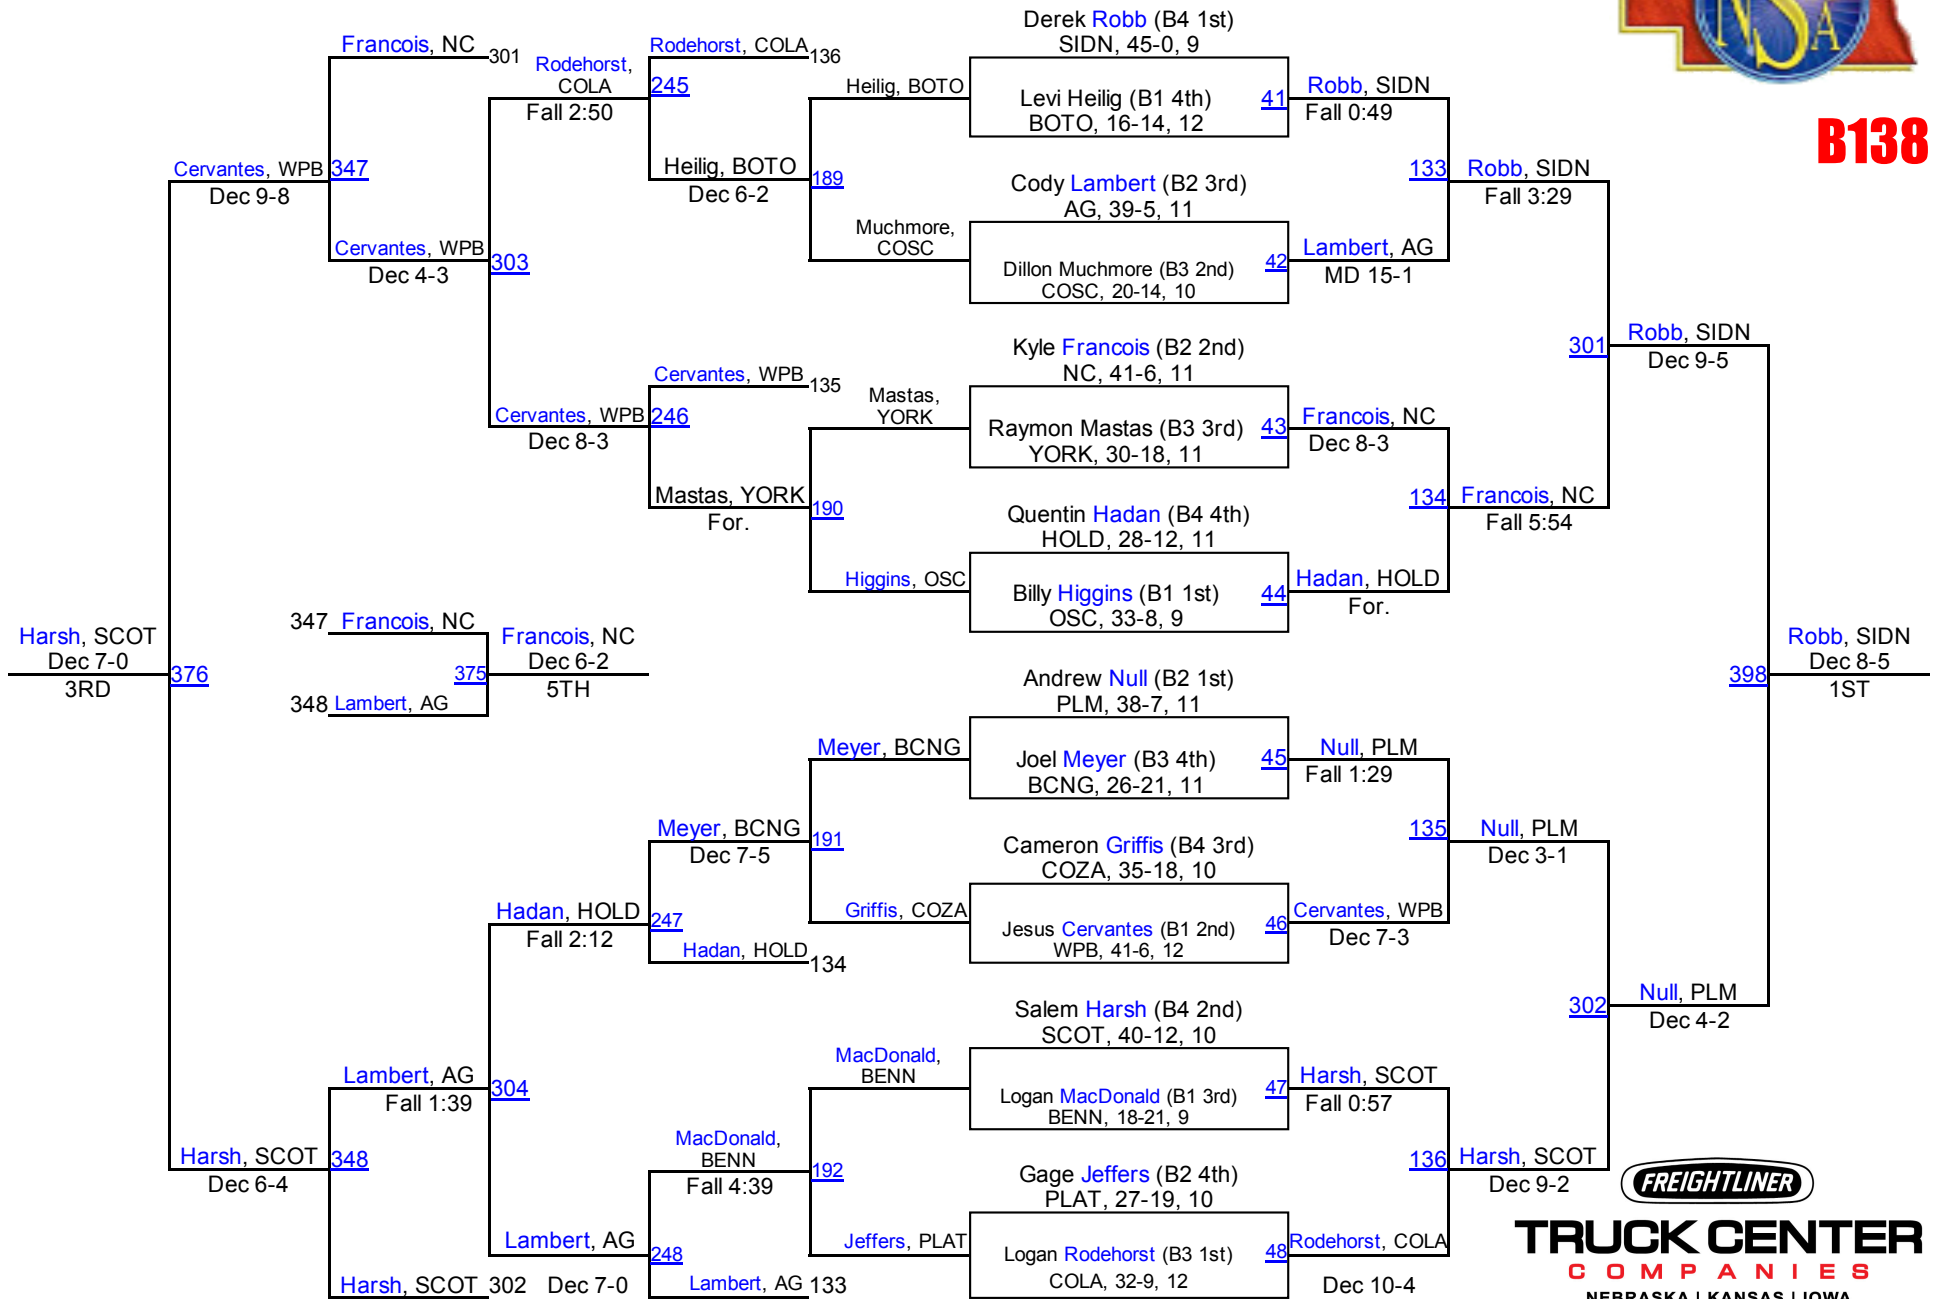 Derek Robb (B4 1st)
SIDN, 45-0, 9
Levi Heilig (B1 4th)
BOTO, 16-14, 12
41
Cody Lambert (B2 3rd)
AG, 39-5, 11
Dillon Muchmore (B3 2nd)
COSC, 20-14, 10
42
Kyle Francois (B2 2nd)
NC, 41-6, 11
Raymon Mastas (B3 3rd)
YORK, 30-18, 11
43
Quentin Hadan (B4 4th)
HOLD, 28-12, 11
Billy Higgins (B1 1st)
OSC, 33-8, 9
44
Andrew Null (B2 1st)
PLM, 38-7, 11
Joel Meyer (B3 4th)
BCNG, 26-21, 11
45
Cameron Griffis (B4 3rd)
COZA, 35-18, 10
Jesus Cervantes (B1 2nd)
WPB, 41-6, 12
46
Salem Harsh (B4 2nd)
SCOT, 40-12, 10
Logan MacDonald (B1 3rd)
BENN, 18-21, 9
47
Gage Jeffers (B2 4th)
PLAT, 27-19, 10
Logan Rodehorst (B3 1st)
COLA, 32-9, 12
48
Robb, SIDN
Fall 0:49
133
Lambert, AG
MD 15-1
Francois, NC
Dec 8-3
134
Hadan, HOLD
For.
Null, PLM
Fall 1:29
135
Cervantes, WPB
Dec 7-3
Harsh, SCOT
Fall 0:57
136
Rodehorst, COLA
Dec 10-4
Robb, SIDN
Fall 3:29
301
Francois, NC
Fall 5:54
Null, PLM
Dec 3-1
302
Harsh, SCOT
Dec 9-2
Robb, SIDN
Dec 9-5
398
Null, PLM
Dec 4-2
Robb, SIDN
Dec 8-5
1ST
Heilig, BOTO
189
Muchmore,
COSC
Mastas,
YORK
190
Higgins, OSC
Meyer, BCNG
191
Griffis, COZA
MacDonald,
BENN
192
Jeffers, PLAT
Rodehorst, COLA
136
245
Heilig, BOTO
Dec 6-2
Cervantes, WPB
135
246
Mastas, YORK
For.
Meyer, BCNG
Dec 7-5
247
Hadan, HOLD
134
MacDonald,
BENN
Fall 4:39
248
Lambert, AG
133
Rodehorst,
COLA
Fall 2:50
303
Cervantes, WPB
Dec 8-3
Hadan, HOLD
Fall 2:12
304
Lambert, AG
Dec 7-0
Francois, NC
301
347
Cervantes, WPB
Dec 4-3
Lambert, AG
Fall 1:39
348
Harsh, SCOT
302
Cervantes, WPB
Dec 9-8
376
Harsh, SCOT
Dec 6-4
Harsh, SCOT
Dec 7-0
3RD
347
Francois, NC
375
348
Lambert, AG
Francois, NC
Dec 6-2
5TH
NSA
B138
FREIGHTLINER
TRUCK CENTER
COMPANIES
NEBRASKA | KANSAS | IOWA